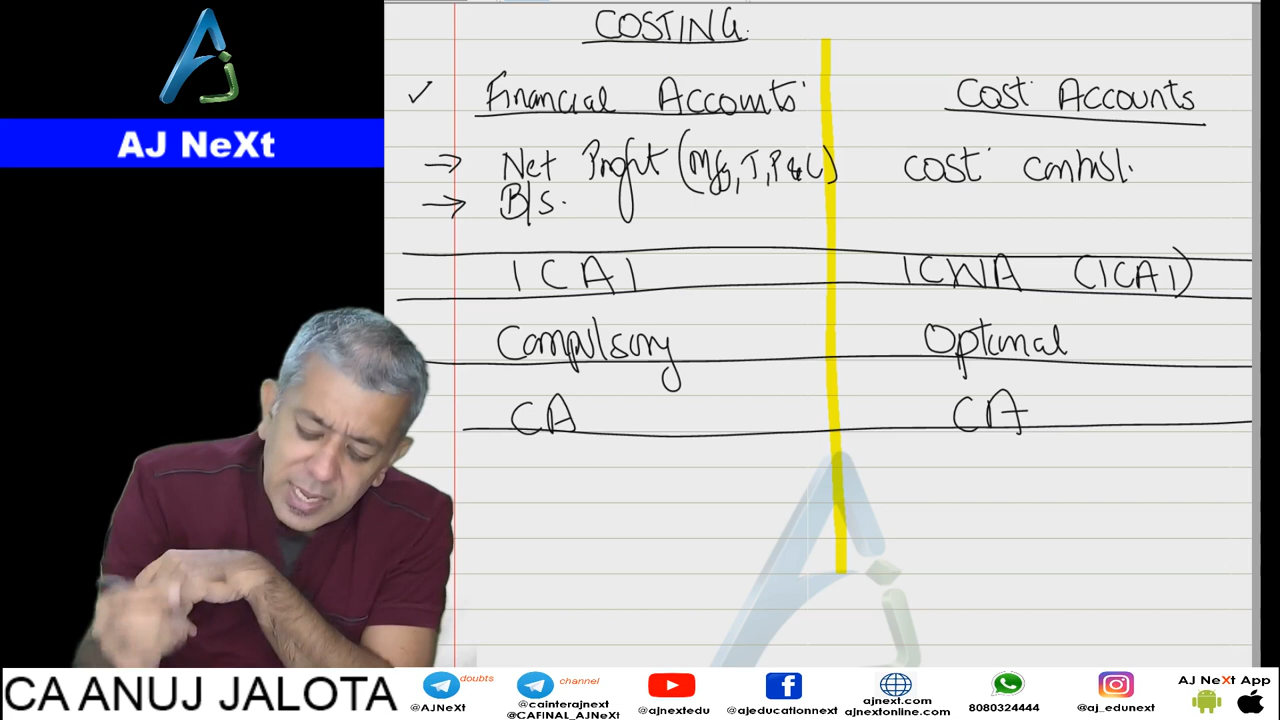 COSTING
✓ Financial Accounts
Cost Accounts
→ Net Profit (Mfg, T, P&L)
Cost Control.
→ B/s.
ICAI
ICWA (ICAI)
Compulsory
Optional
CA
CA
AJ NeXt
CA ANUJ JALOTA
doubts
@AJNeXt
channel
@cainterajnext
@CAFINAL_AJNeXt
@ajnextedu
@ajeducationnext
ajnext.com
ajnextonline.com
8080324444
@aj_edunext
AJ NeXt App